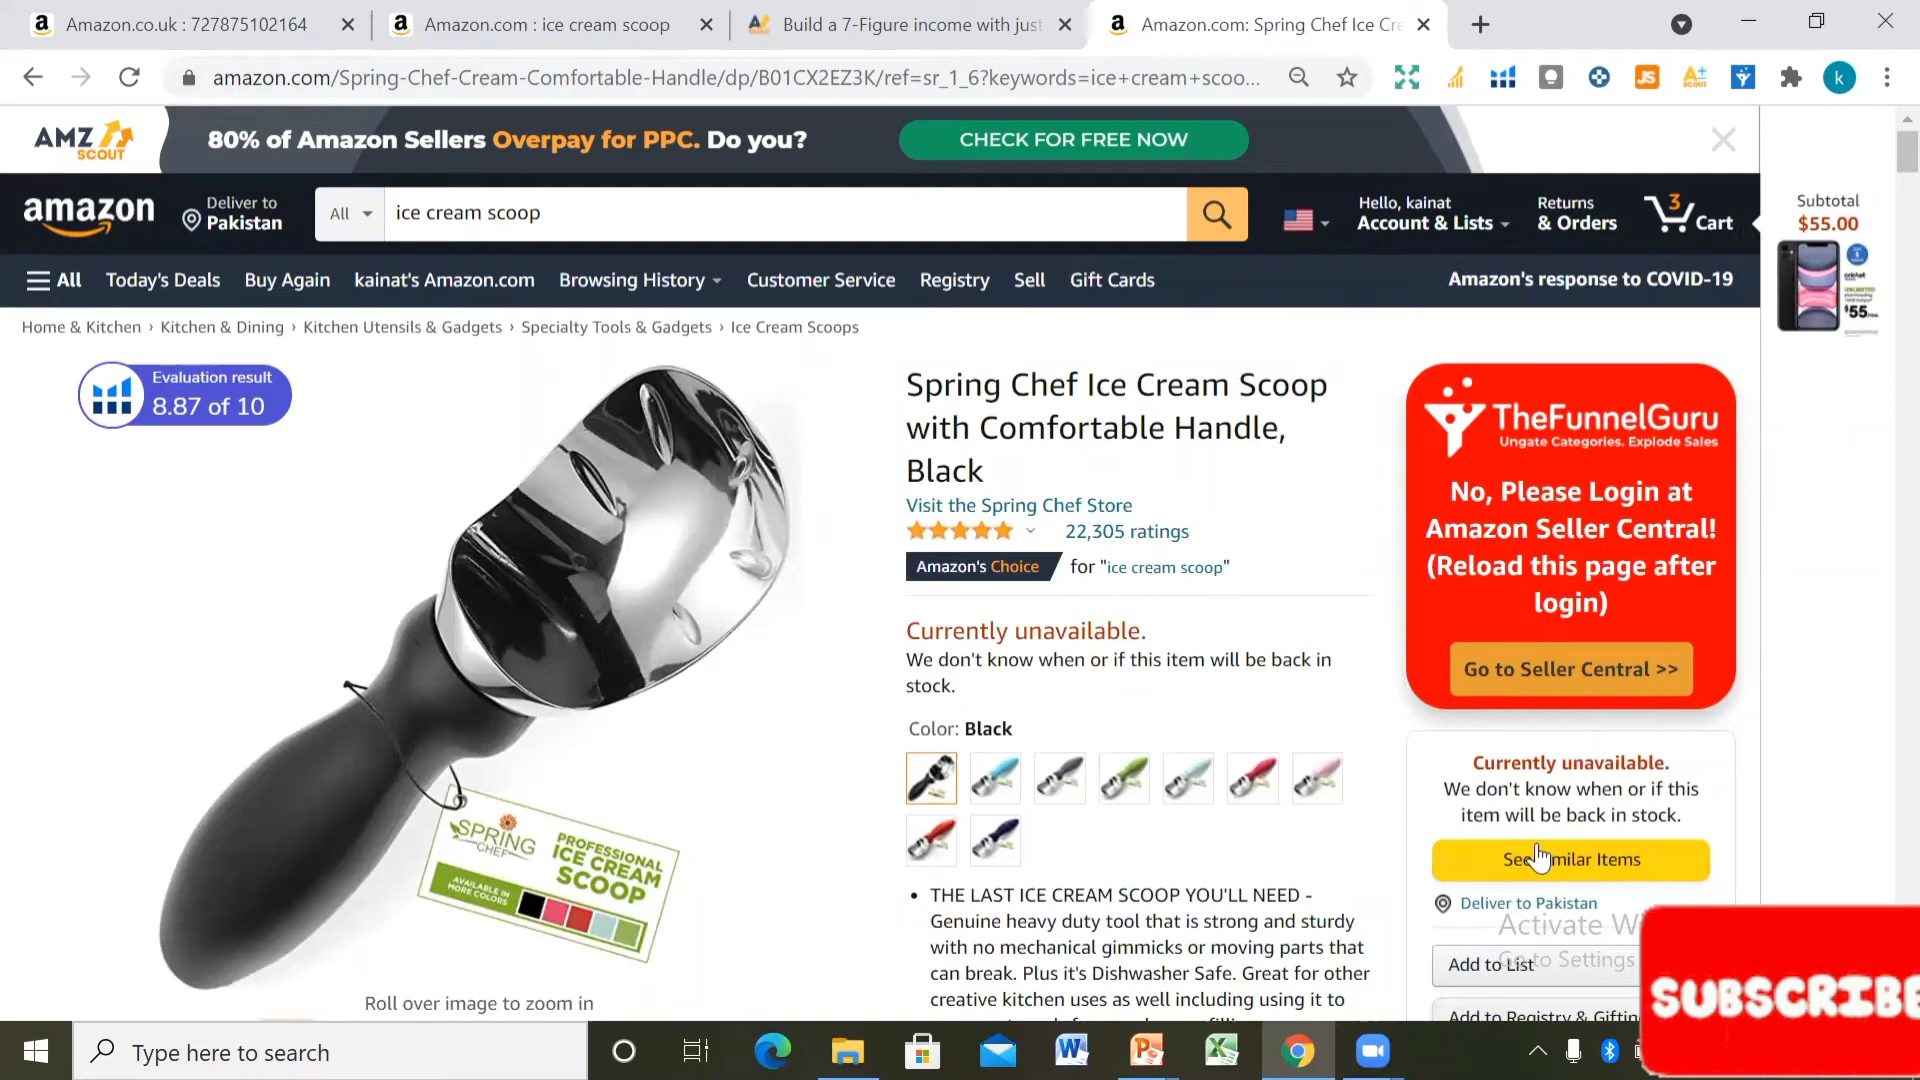 Amazon.co.uk : 727875102164
Amazon.com : ice cream scoop
Build a 7-Figure income with just
Amazon.com: Spring Chef Ice Cre
amazon.com/Spring-Chef-Cream-Comfortable-Handle/dp/B01CX2EZ3K/ref=sr_1_6?keywords=ice+cream+scoo...
JS
A±
SCOUT
k
AMZ
SCOUT
80% of Amazon Sellers Overpay for PPC. Do you?
CHECK FOR FREE NOW
amazon
Deliver to
Pakistan
All
ice cream scoop
Hello, kainat
Account & Lists
Returns
& Orders
3
Cart
Subtotal
$55.00
All
Today's Deals
Buy Again
kainat's Amazon.com
Browsing History
Customer Service
Registry
Sell
Gift Cards
Amazon's response to COVID-19
$55
Home & Kitchen › Kitchen & Dining › Kitchen Utensils & Gadgets › Specialty Tools & Gadgets › Ice Cream Scoops
Evaluation result
8.87 of 10
SPRING
CHEF
PROFESSIONAL
ICE CREAM
SCOOP
AVAILABLE IN
MORE COLORS
Roll over image to zoom in
Spring Chef Ice Cream Scoop
with Comfortable Handle,
Black
Visit the Spring Chef Store
22,305 ratings
Amazon's Choice for "ice cream scoop"
Currently unavailable.
We don't know when or if this item will be back in
stock.
Color: Black
• THE LAST ICE CREAM SCOOP YOU'LL NEED -
Genuine heavy duty tool that is strong and sturdy
with no mechanical gimmicks or moving parts that
can break. Plus it's Dishwasher Safe. Great for other
creative kitchen uses as well including using it to
TheFunnelGuru
Ungate Categories. Explode Sales
No, Please Login at
Amazon Seller Central!
(Reload this page after
login)
Go to Seller Central >>
Currently unavailable.
We don't know when or if this
item will be back in stock.
See Similar Items
Deliver to Pakistan
Activate W
Go to Settings
Add to List
Add to Registry & Giftin
SUBSCRIBE
Type here to search